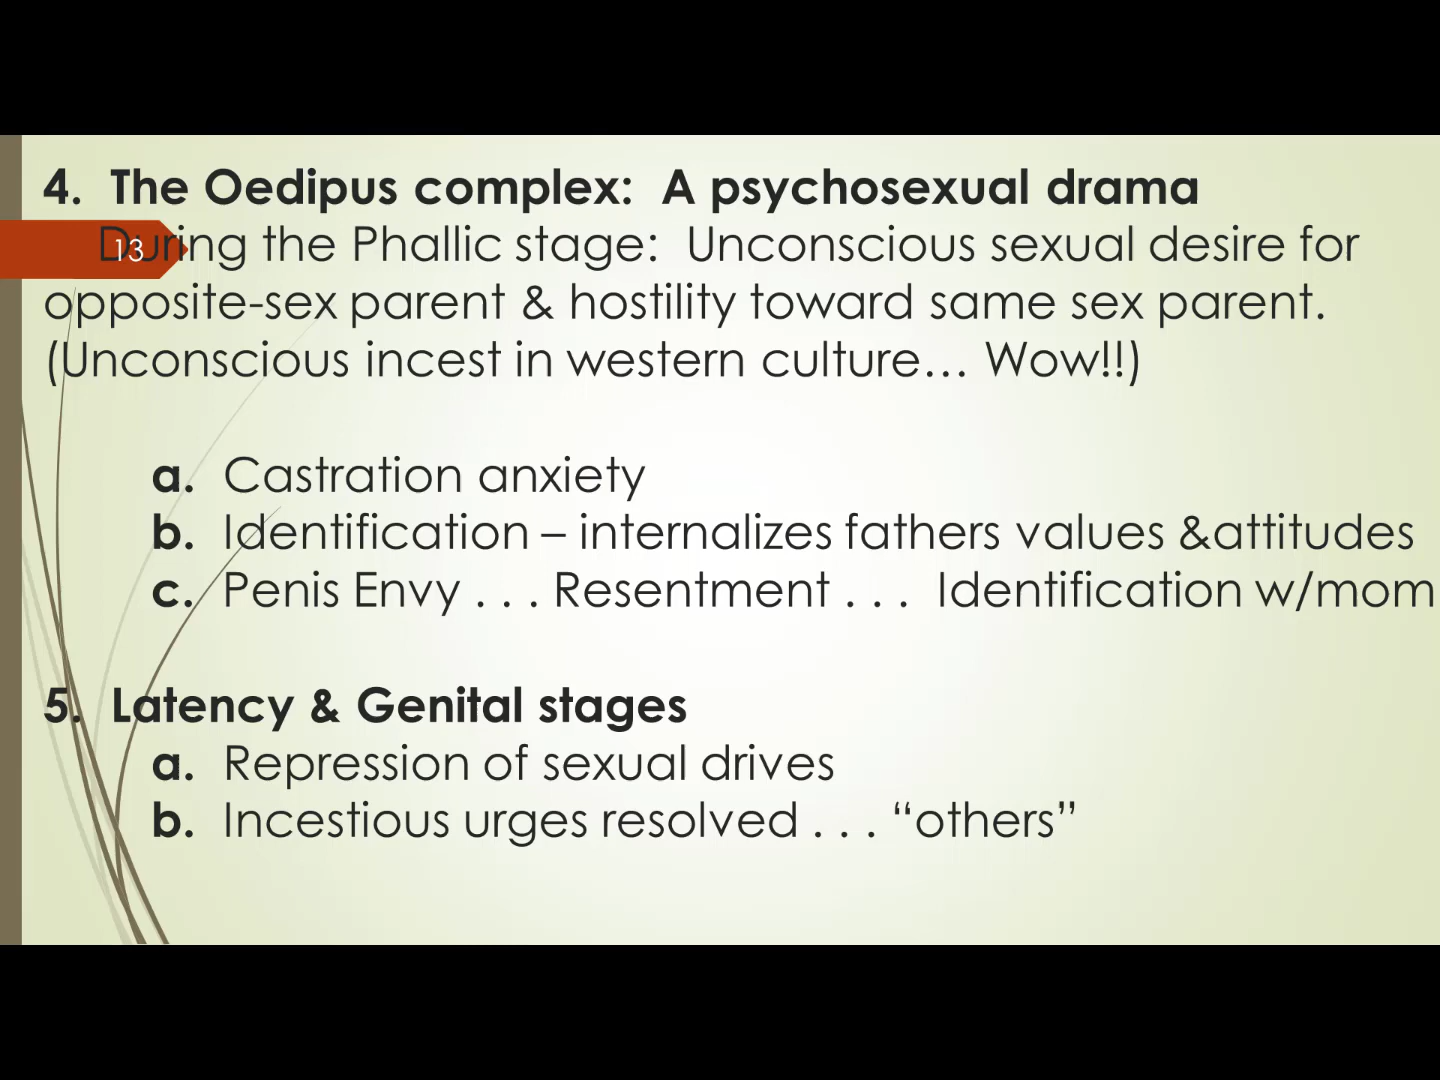 4. The Oedipus complex: A psychosexual drama
13
During the Phallic stage: Unconscious sexual desire for
opposite-sex parent & hostility toward same sex parent.
(Unconscious incest in western culture… Wow!!)
a. Castration anxiety
b. Identification – internalizes fathers values &attitudes
c. Penis Envy . . . Resentment . . . Identification w/mom
5. Latency & Genital stages
a. Repression of sexual drives
b. Incestious urges resolved . . . “others”